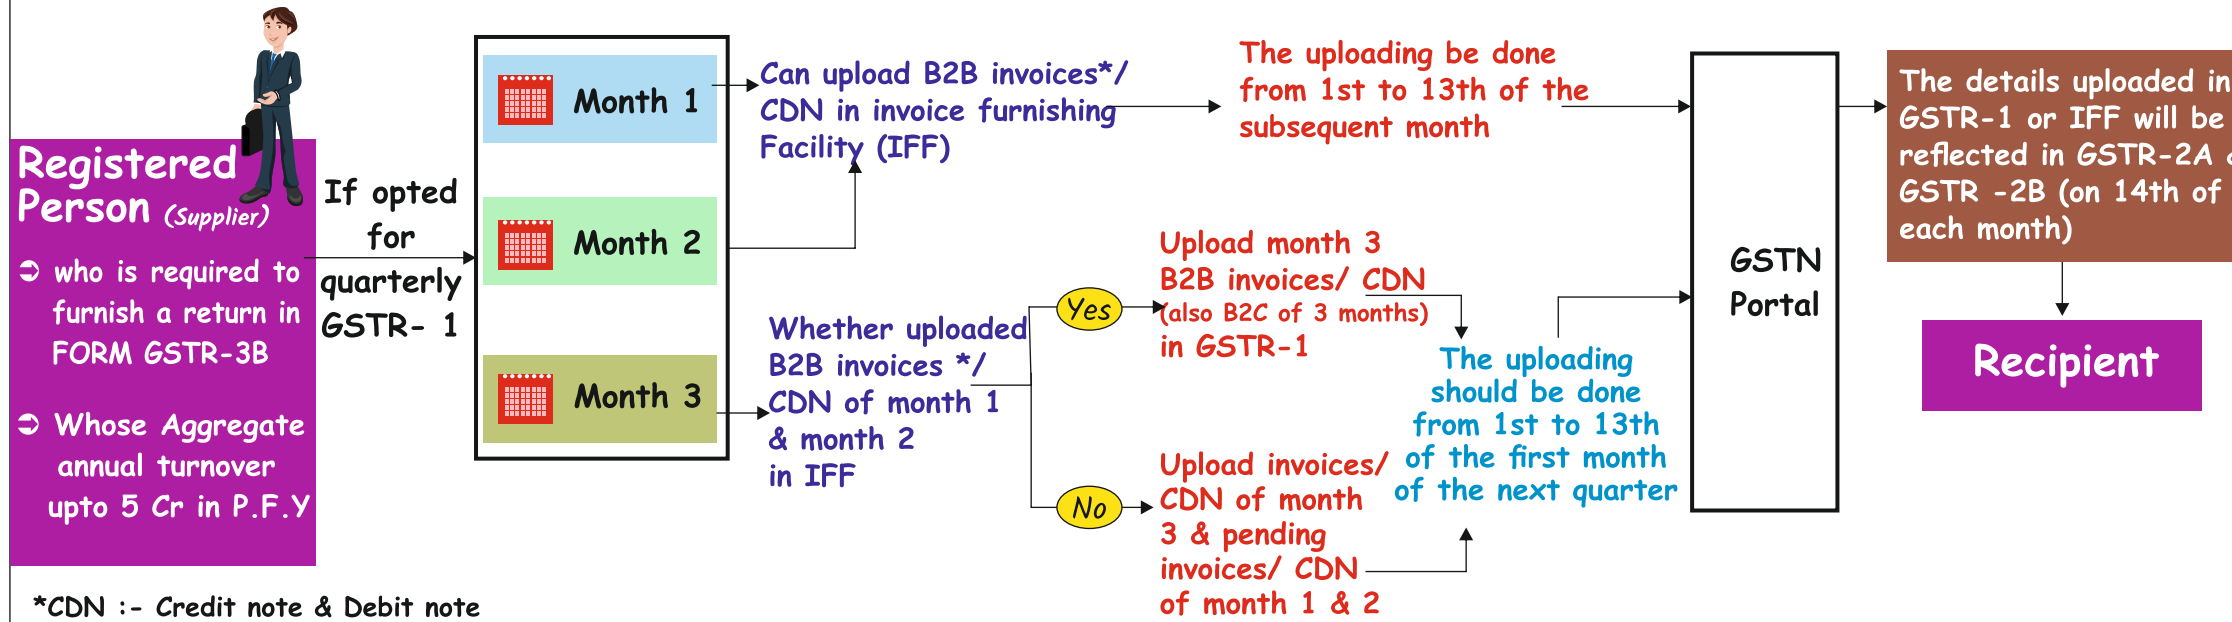 Registered
Person (Supplier)
➲ who is required to
furnish a return in
FORM GSTR-3B
➲ Whose Aggregate
annual turnover
upto 5 Cr in P.F.Y
If opted
for
quarterly
GSTR- 1
Month 1
Month 2
Month 3
Can upload B2B invoices*/
CDN in invoice furnishing
Facility (IFF)
The uploading be done
from 1st to 13th of the
subsequent month
Whether uploaded
B2B invoices */
CDN of month 1
& month 2
in IFF
Yes
No
Upload month 3
B2B invoices/ CDN
(also B2C of 3 months)
in GSTR-1
Upload invoices/
CDN of month
3 & pending
invoices/ CDN
of month 1 & 2
The uploading
should be done
from 1st to 13th
of the first month
of the next quarter
GSTN
Portal
The details uploaded in
GSTR-1 or IFF will be
reflected in GSTR-2A
GSTR -2B (on 14th of
each month)
Recipient
*CDN :- Credit note & Debit note